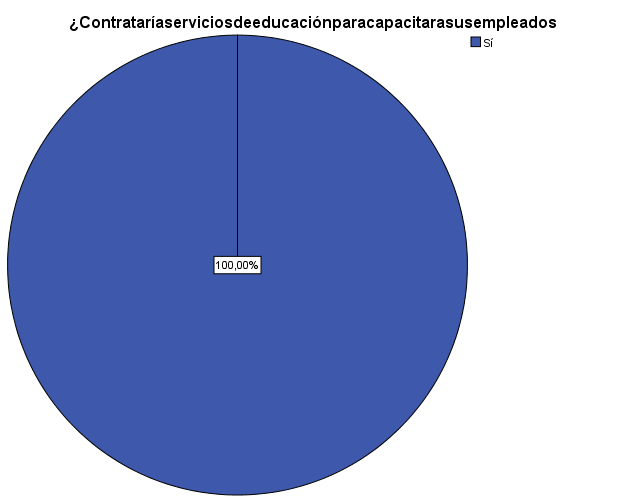 ¿Contrataríaserviciosdeeducaciónparacapacitarasusempleados
Sí
100,00%